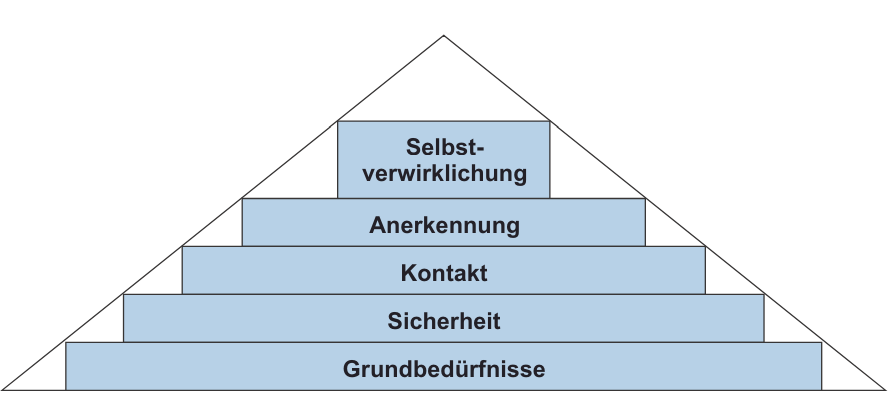 Selbst-
verwirklichung
Anerkennung
Kontakt
Sicherheit
Grundbedürfnisse